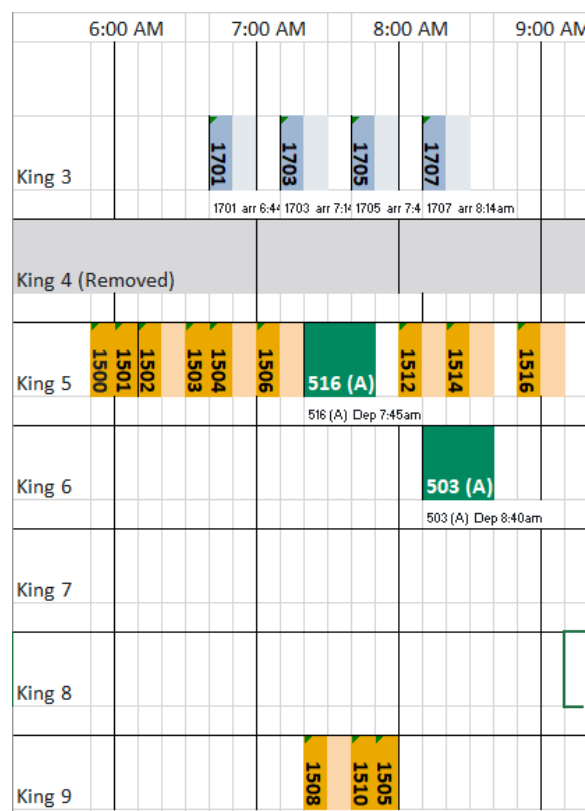 6:00 AM 7:00 AM 8:00 AM 9:00 AM
1701 1703 1705 1707
King 3
1701 arr 6:44 1703 arr 7:14 1705 arr 7:4 1707 arr 8:14am
King 4 (Removed)
1500 1501 1502 1503 1504 1506 1512 1514 1516
King 5 516 (A)
516 (A) Dep 7:45am
King 6 503 (A)
503 (A) Dep 8:40am
King 7
King 8
1508 1510 1505
King 9